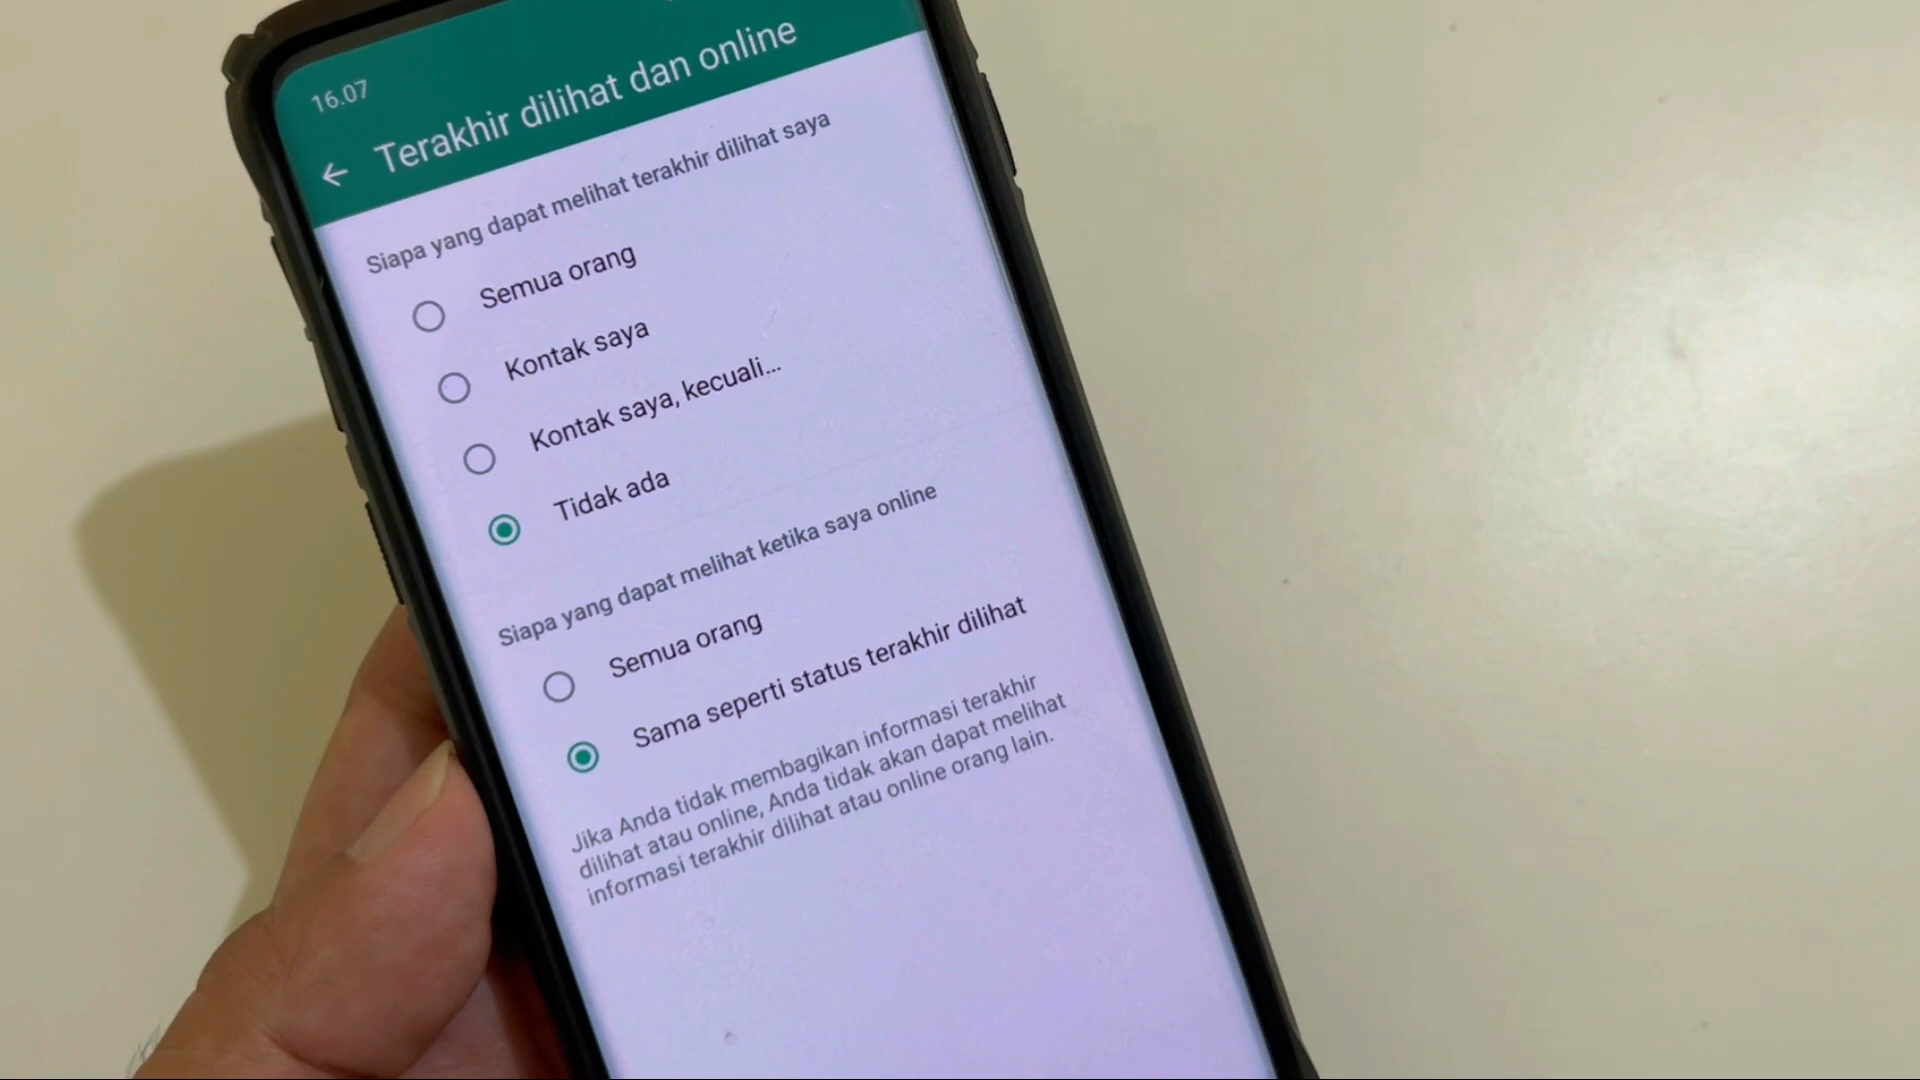 16.07
Terakhir dilihat dan online
Siapa yang dapat melihat terakhir dilihat saya
Semua orang
Kontak saya
Kontak saya, kecuali...
Tidak ada
Siapa yang dapat melihat ketika saya online
Semua orang
Sama seperti status terakhir dilihat
Jika Anda tidak membagikan informasi terakhir
dilihat atau online, Anda tidak akan dapat melihat
informasi terakhir dilihat atau online orang lain.